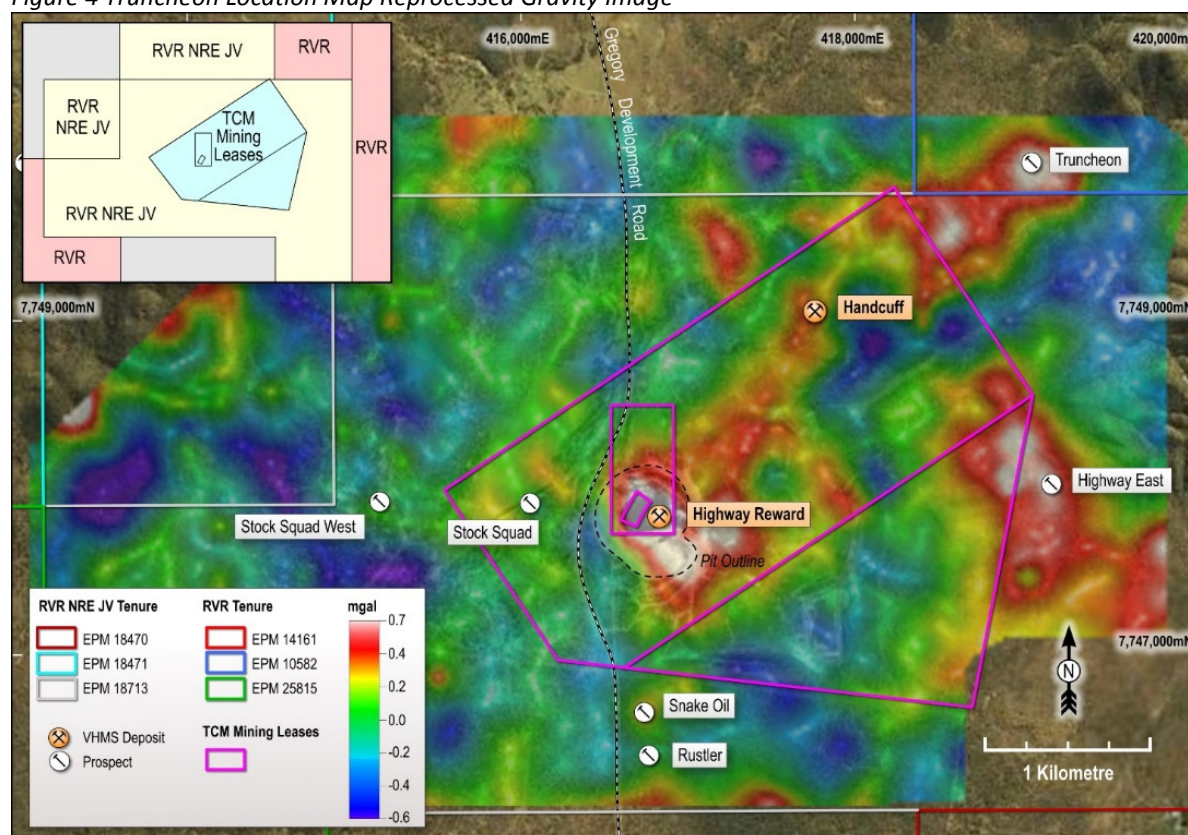 Figure 4 Truncheon Location Map Reprocessed Gravity Image
416,000mE
418,000mE
420,000mE
RVR NRE JV
RVR
RVR
NRE JV
TCM
Mining
Leases
RVR
RVR NRE JV
RVR
Gregory Development Road
Truncheon
7,749,000mN
7,749,000mN
Handcuff
Highway East
Stock Squad West
Stock Squad
Highway Reward
Pit Outline
7,747,000mN
RVR NRE JV Tenure
EPM 18470
EPM 18471
EPM 18713
VHMS Deposit
Prospect
RVR Tenure
EPM 14161
EPM 10582
EPM 25815
TCM Mining Leases
mgal
0.7
0.4
0.2
0.0
-0.2
-0.4
-0.6
Snake Oil
Rustler
N
1 Kilometre